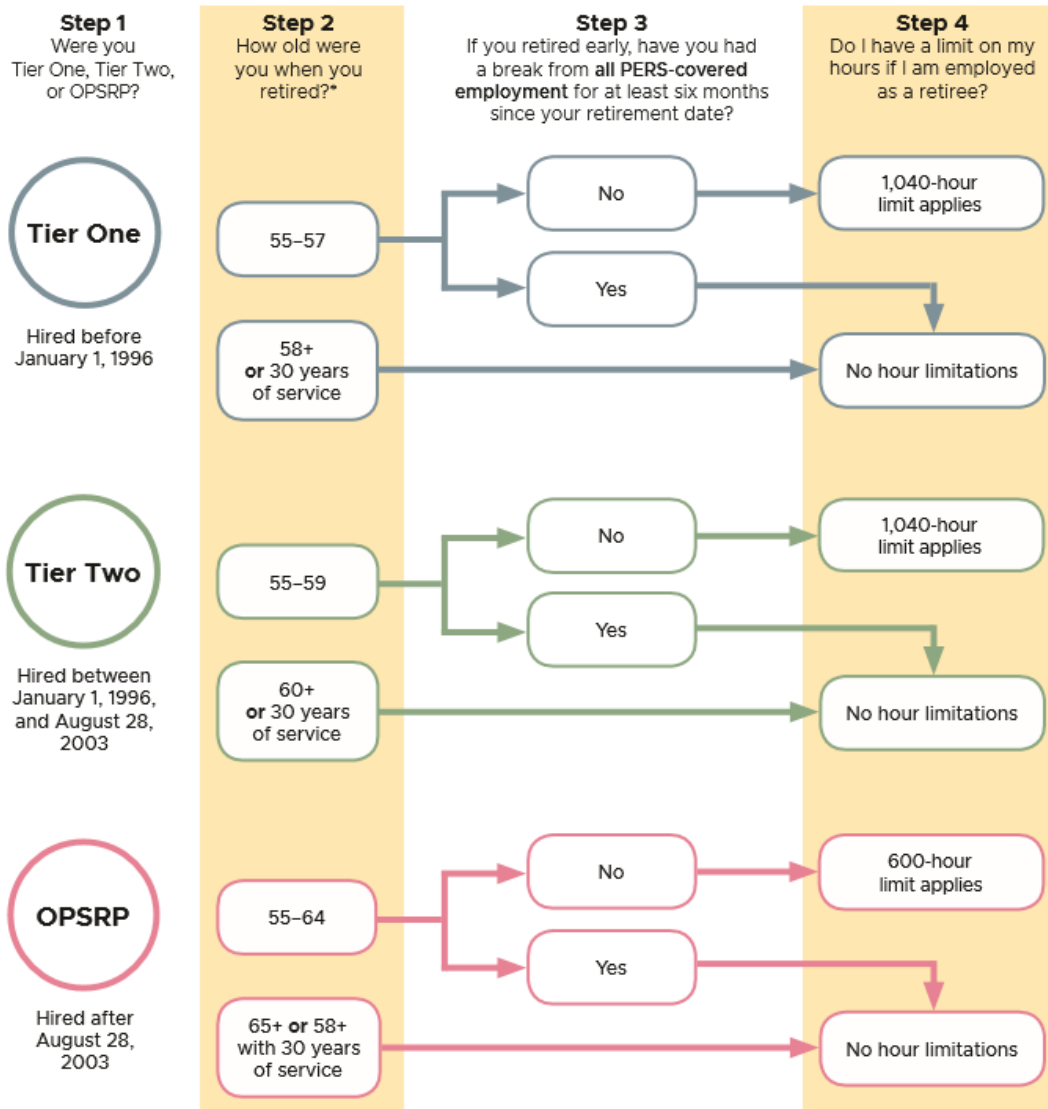 Step 1
Were you
Tier One, Tier Two,
or OPSRP?
Step 2
How old were
you when you
retired?*
Step 3
If you retired early, have you had
a break from all PERS-covered
employment for at least six months
since your retirement date?
Step 4
Do I have a limit on my
hours if I am employed
as a retiree?
Tier One
Hired before
January 1, 1996
55–57
No
1,040-hour
limit applies
Yes
58+
or 30 years
of service
No hour limitations
Tier Two
Hired between
January 1, 1996,
and August 28,
2003
55–59
No
1,040-hour
limit applies
Yes
60+
or 30 years
of service
No hour limitations
OPSRP
Hired after
August 28,
2003
55–64
No
600-hour
limit applies
Yes
65+ or 58+
with 30 years
of service
No hour limitations